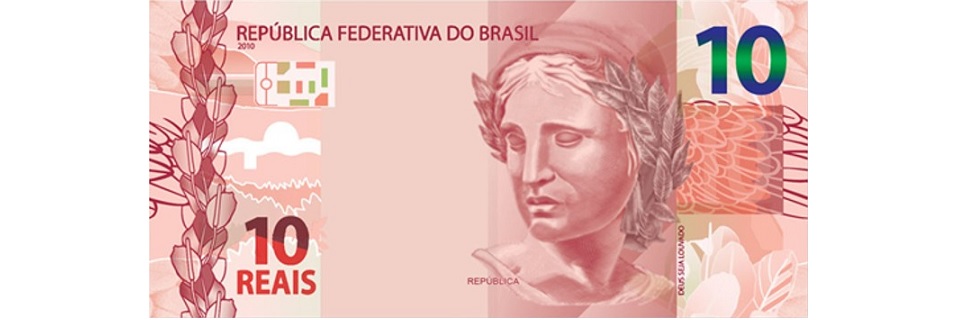 REPÚBLICA FEDERATIVA DO BRASIL
2010
10
10
REAIS
REPÚBLICA
DEUS SEJA LOUVADO